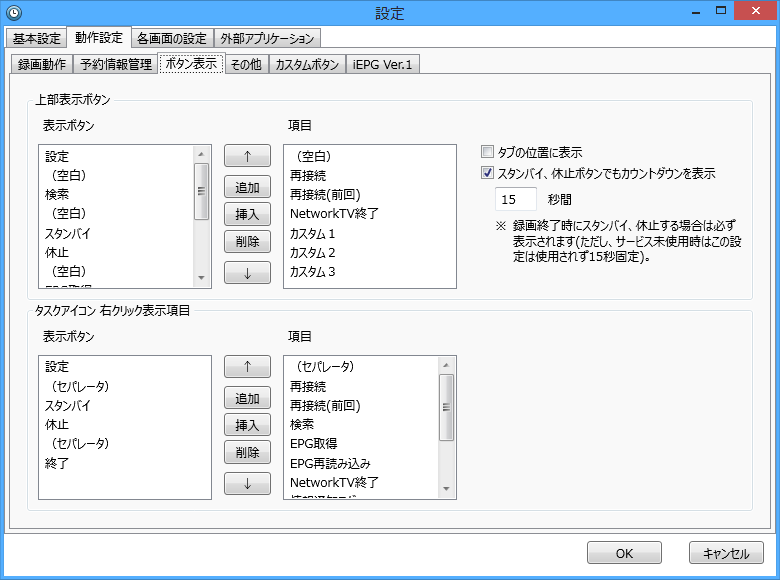 設定
基本設定 動作設定 各画面の設定 外部アプリケーション
録画動作 予約情報管理 ボタン表示 その他 カスタムボタン iEPG Ver.1
上部表示ボタン
表示ボタン
設定
（空白）
検索
（空白）
スタンバイ
休止
（空白）
↑
追加
挿入
削除
↓
項目
（空白）
再接続
再接続(前回)
NetworkTV終了
カスタム 1
カスタム 2
カスタム 3
タブの位置に表示
スタンバイ、休止ボタンでもカウントダウンを表示
15 秒間
※ 録画終了時にスタンバイ、休止する場合は必ず
表示されます(ただし、サービス未使用時はこの設
定は使用されず15秒固定)。
タスクアイコン 右クリック表示項目
表示ボタン
設定
（セパレータ）
スタンバイ
休止
（セパレータ）
終了
↑
追加
挿入
削除
↓
項目
（セパレータ）
再接続
再接続(前回)
検索
EPG取得
EPG再読み込み
NetworkTV終了
OK キャンセル